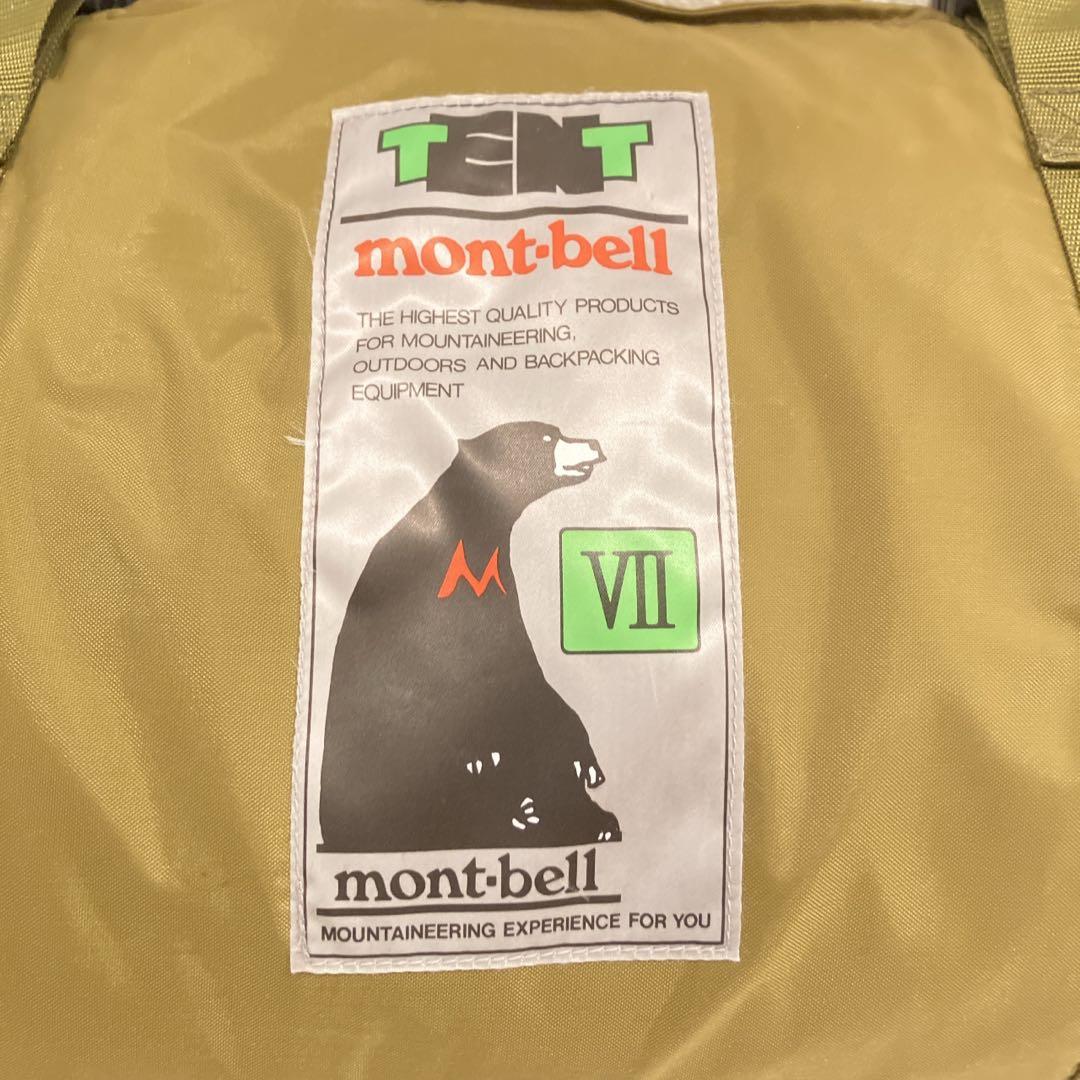 TENT
mont-bell
THE HIGHEST QUALITY PRODUCTS
FOR MOUNTAINEERING,
OUTDOORS AND BACKPACKING
EQUIPMENT
M
VII
mont-bell
MOUNTAINEERING EXPERIENCE FOR YOU